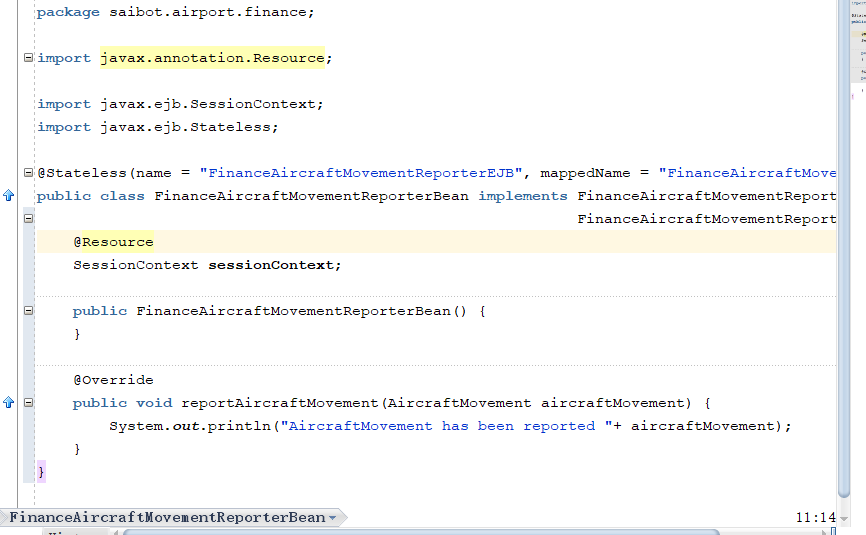 package saibot.airport.finance;
import javax.annotation.Resource;
import javax.ejb.SessionContext;
import javax.ejb.Stateless;
@Stateless(name = "FinanceAircraftMovementReporterEJB", mappedName = "FinanceAircraftMove
public class FinanceAircraftMovementReporterBean implements FinanceAircraftMovementReport
FinanceAircraftMovementReport
@Resource
SessionContext sessionContext;
public FinanceAircraftMovementReporterBean() {
}
@Override
public void reportAircraftMovement(AircraftMovement aircraftMovement) {
System.out.println("AircraftMovement has been reported "+ aircraftMovement);
}
}
FinanceAircraftMovementReporterBean
11:14